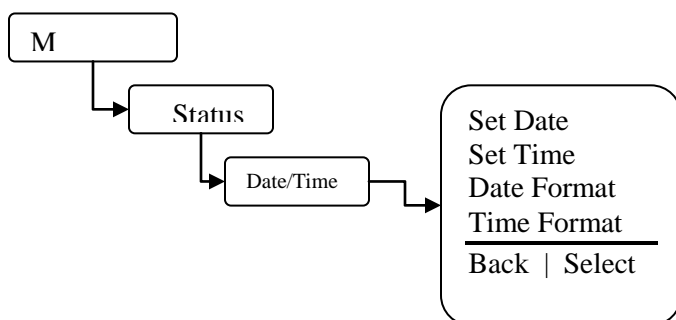 M
Status
Date/Time
Set Date
Set Time
Date Format
Time Format
Back | Select